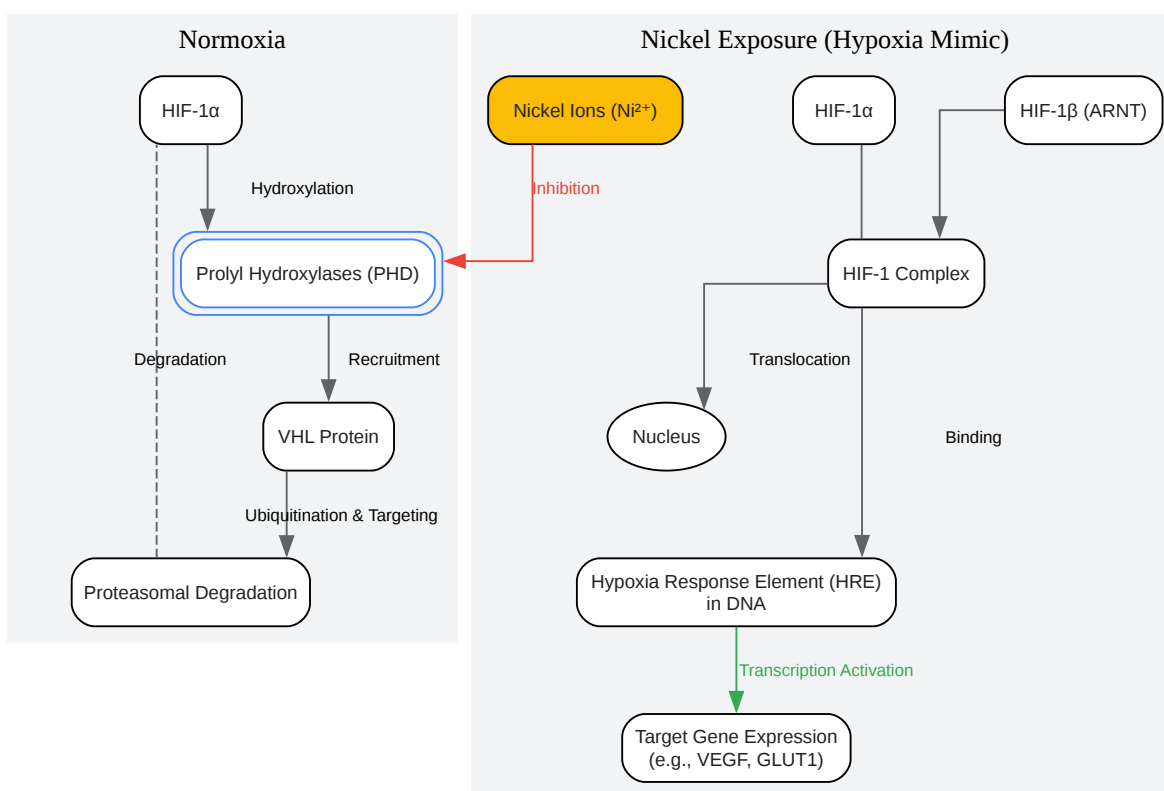 Normoxia
HIF-1α
Hydroxylation
Prolyl Hydroxylases (PHD)
Degradation
Recruitment
VHL Protein
Ubiquitination & Targeting
Proteasomal Degradation
Nickel Exposure (Hypoxia Mimic)
Nickel Ions (Ni²⁺)
HIF-1α
HIF-1β (ARNT)
Inhibition
HIF-1 Complex
Translocation
Nucleus
Binding
Hypoxia Response Element (HRE)
in DNA
Transcription Activation
Target Gene Expression
(e.g., VEGF, GLUT1)